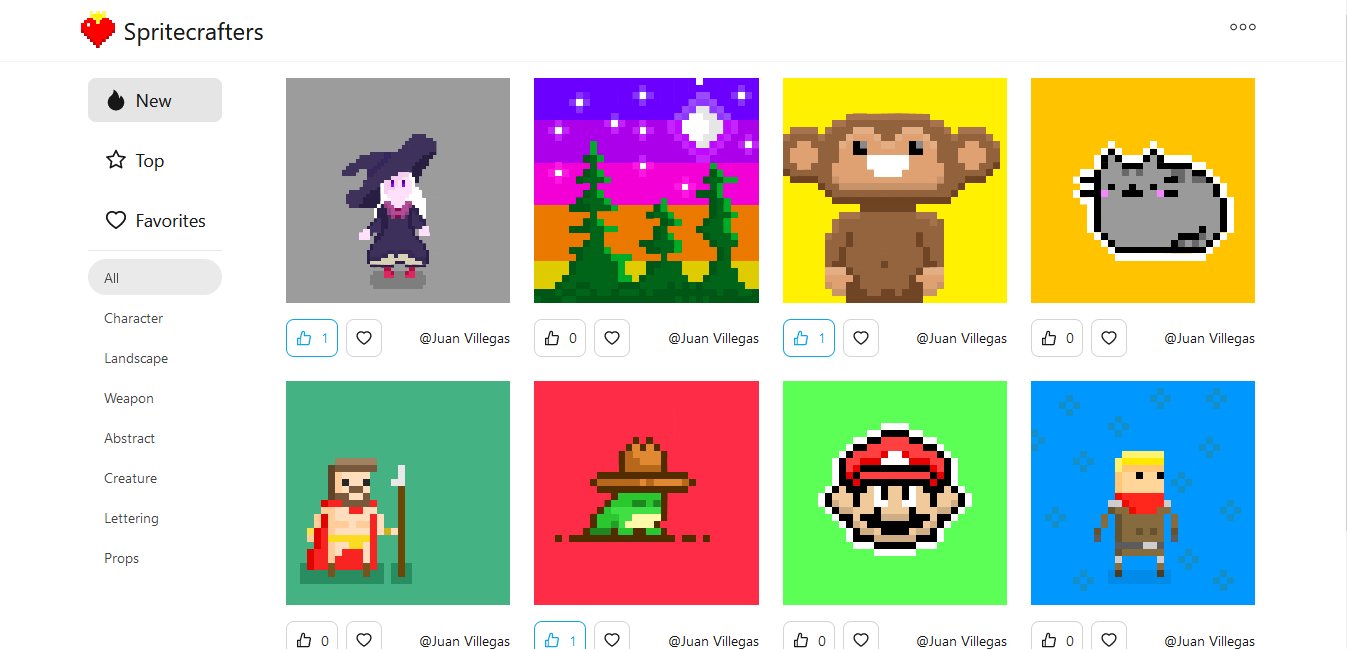 Spritecrafters
New
Top
Favorites
All
Character
Landscape
Weapon
Abstract
Creature
Lettering
Props
1 @Juan Villegas
0 @Juan Villegas
1 @Juan Villegas
0 @Juan Villegas
0 @Juan Villegas
1 @Juan Villegas
0 @Juan Villegas
0 @Juan Villegas